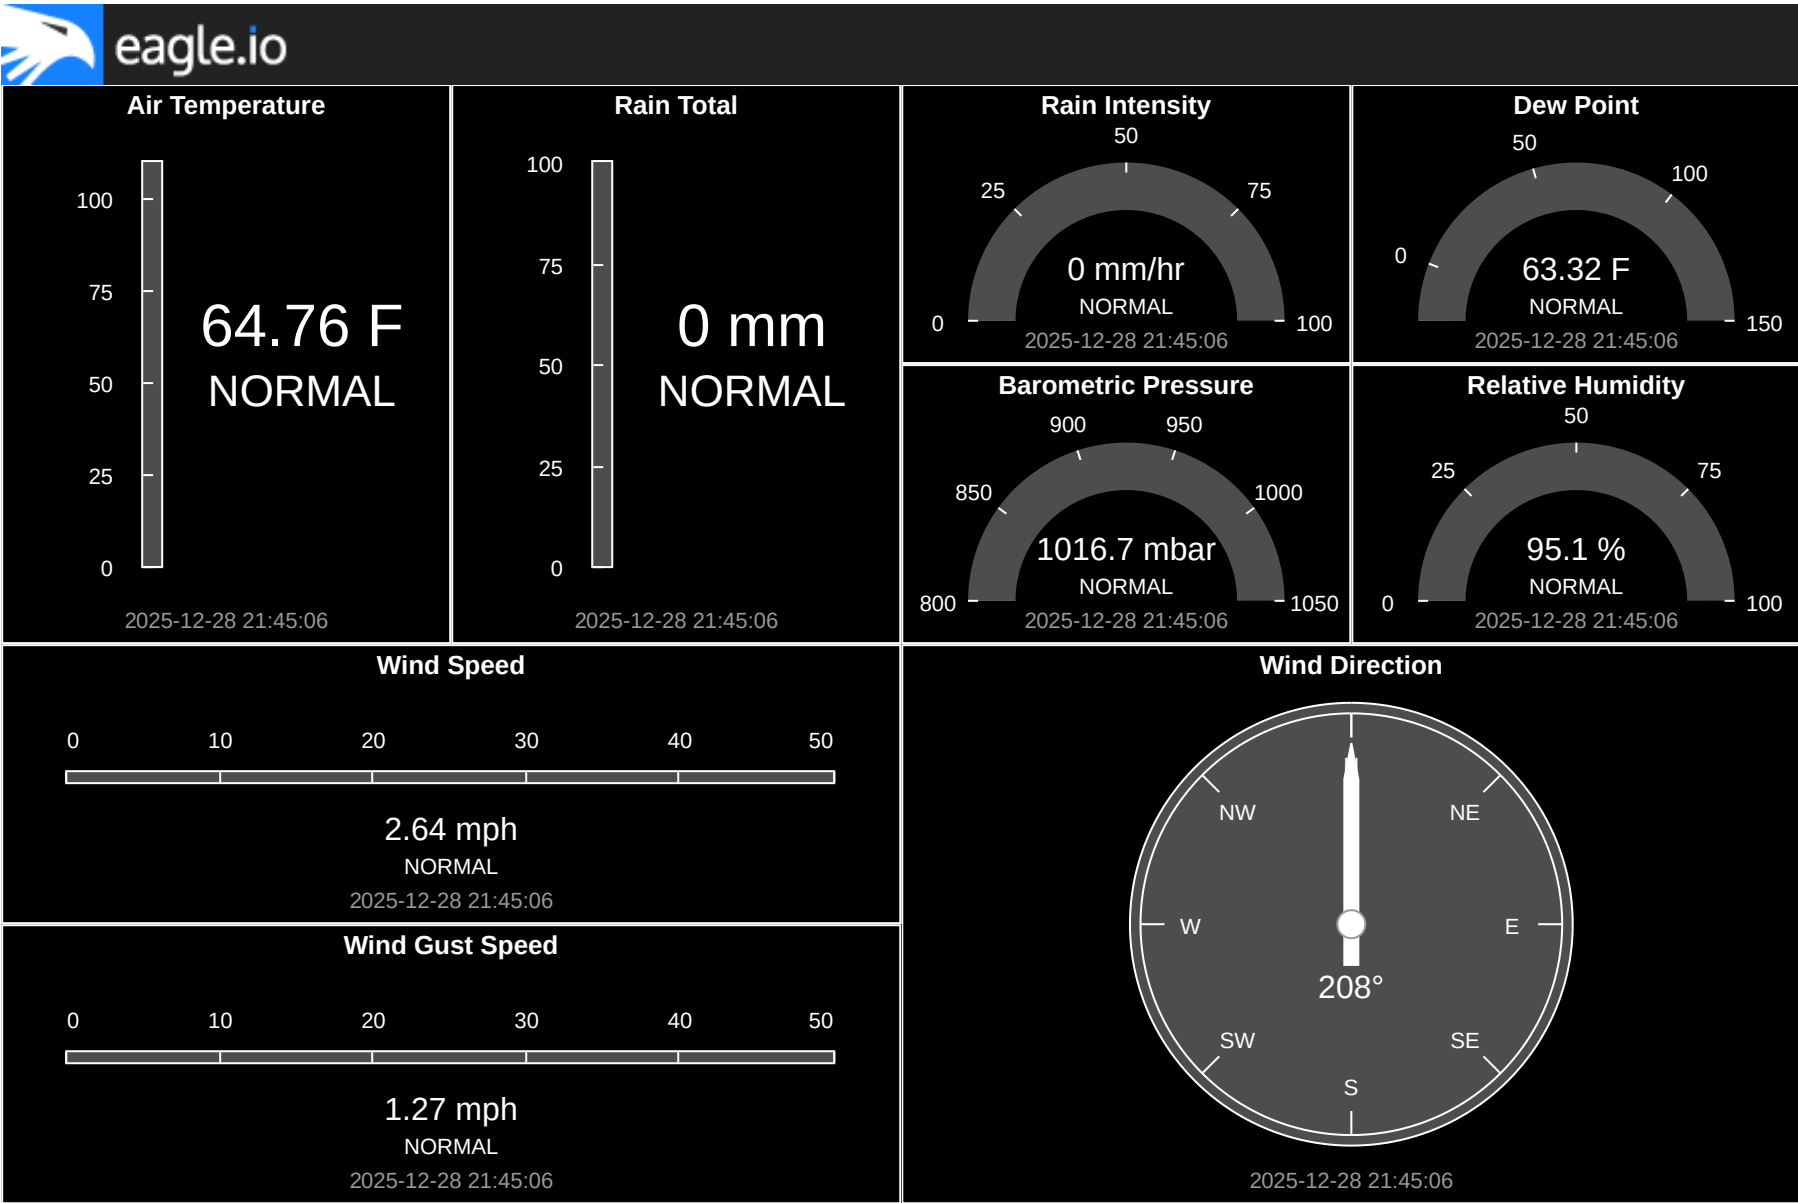 eagle.io
Air Temperature
100
75
50
25
0
64.76 F
NORMAL
2025-12-28 21:45:06
Rain Total
100
75
50
25
0
0 mm
NORMAL
2025-12-28 21:45:06
Rain Intensity
50
25
75
0
100
0 mm/hr
NORMAL
2025-12-28 21:45:06
Dew Point
50
100
0
150
63.32 F
NORMAL
2025-12-28 21:45:06
Barometric Pressure
900
950
850
1000
800
1050
1016.7 mbar
NORMAL
2025-12-28 21:45:06
Relative Humidity
50
25
75
0
100
95.1 %
NORMAL
2025-12-28 21:45:06
Wind Speed
0 10 20 30 40 50
2.64 mph
NORMAL
2025-12-28 21:45:06
Wind Gust Speed
0 10 20 30 40 50
1.27 mph
NORMAL
2025-12-28 21:45:06
Wind Direction
NW NE
W E
208°
SW SE
S
2025-12-28 21:45:06